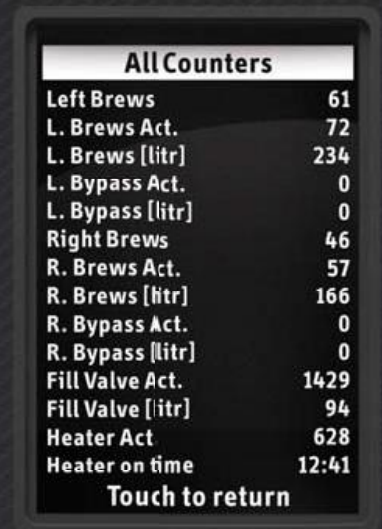 All Counters
Left Brews 61
L. Brews Act. 72
L. Brews [litr] 234
L. Bypass Act. 0
L. Bypass [litr] 0
Right Brews 46
R. Brews Act. 57
R. Brews [litr] 166
R. Bypass Act. 0
R. Bypass [litr] 0
Fill Valve Act. 1429
Fill Valve [litr] 94
Heater Act 628
Heater on time 12:41
Touch to return